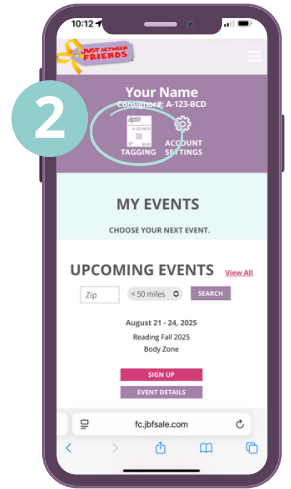 10:12
JUST BETWEEN
FRIENDS
2
Your Name
Consignor#: A-123-BCD
A-123-BCD
TAGGING
ACCOUNT
SETTINGS
MY EVENTS
CHOOSE YOUR NEXT EVENT.
UPCOMING EVENTS
View All
Zip
< 50 miles
SEARCH
August 21 - 24, 2025
Reading Fall 2025
Body Zone
SIGN UP
EVENT DETAILS
fc.jbfsale.com